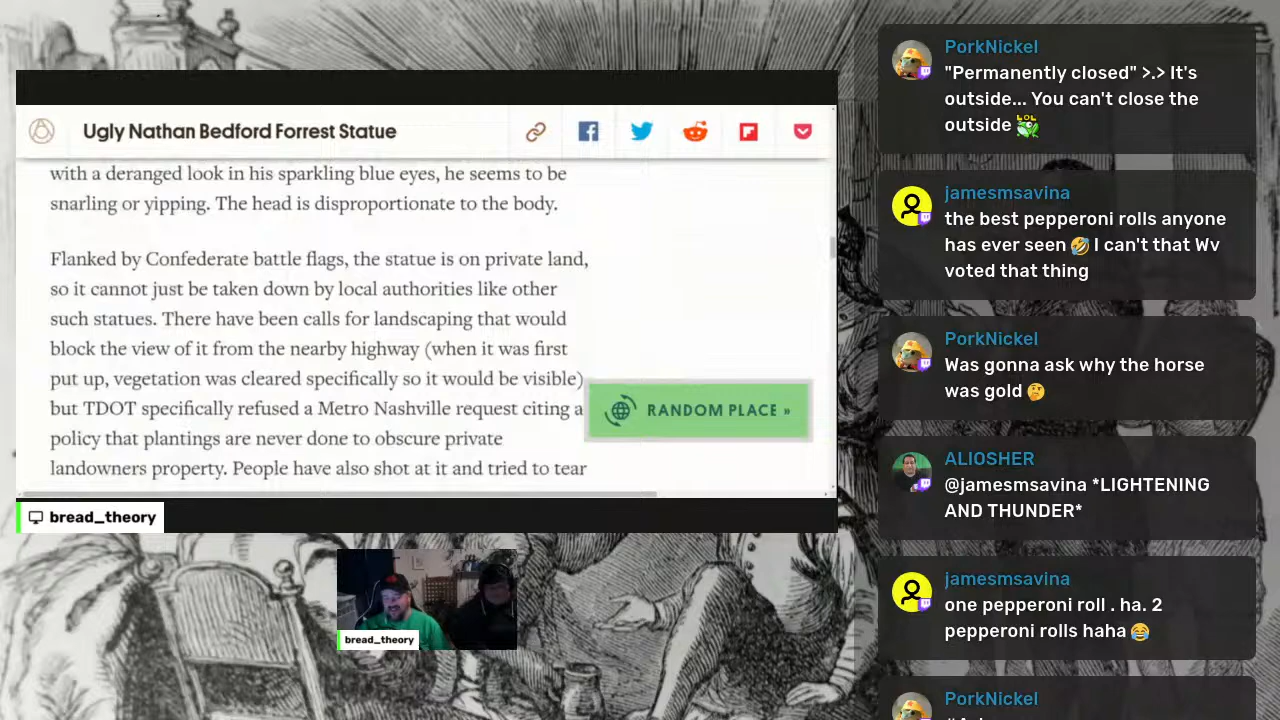 Ugly Nathan Bedford Forrest Statue
with a deranged look in his sparkling blue eyes, he seems to be
snarling or yipping. The head is disproportionate to the body.
Flanked by Confederate battle flags, the statue is on private land,
so it cannot just be taken down by local authorities like other
such statues. There have been calls for landscaping that would
block the view of it from the nearby highway (when it was first
put up, vegetation was cleared specifically so it would be visible)
but TDOT specifically refused a Metro Nashville request citing a
policy that plantings are never done to obscure private
landowners property. People have also shot at it and tried to tear
RANDOM PLACE »
bread_theory
bread_theory
PorkNickel
"Permanently closed" >.> It's
outside... You can't close the
outside
LOL
jamesmsavina
the best pepperoni rolls anyone
has ever seen 🤣 I can't that Wv
voted that thing
PorkNickel
Was gonna ask why the horse
was gold 🤔
ALIOSHER
@jamesmsavina *LIGHTENING
AND THUNDER*
jamesmsavina
one pepperoni roll . ha. 2
pepperoni rolls haha 😂
PorkNickel